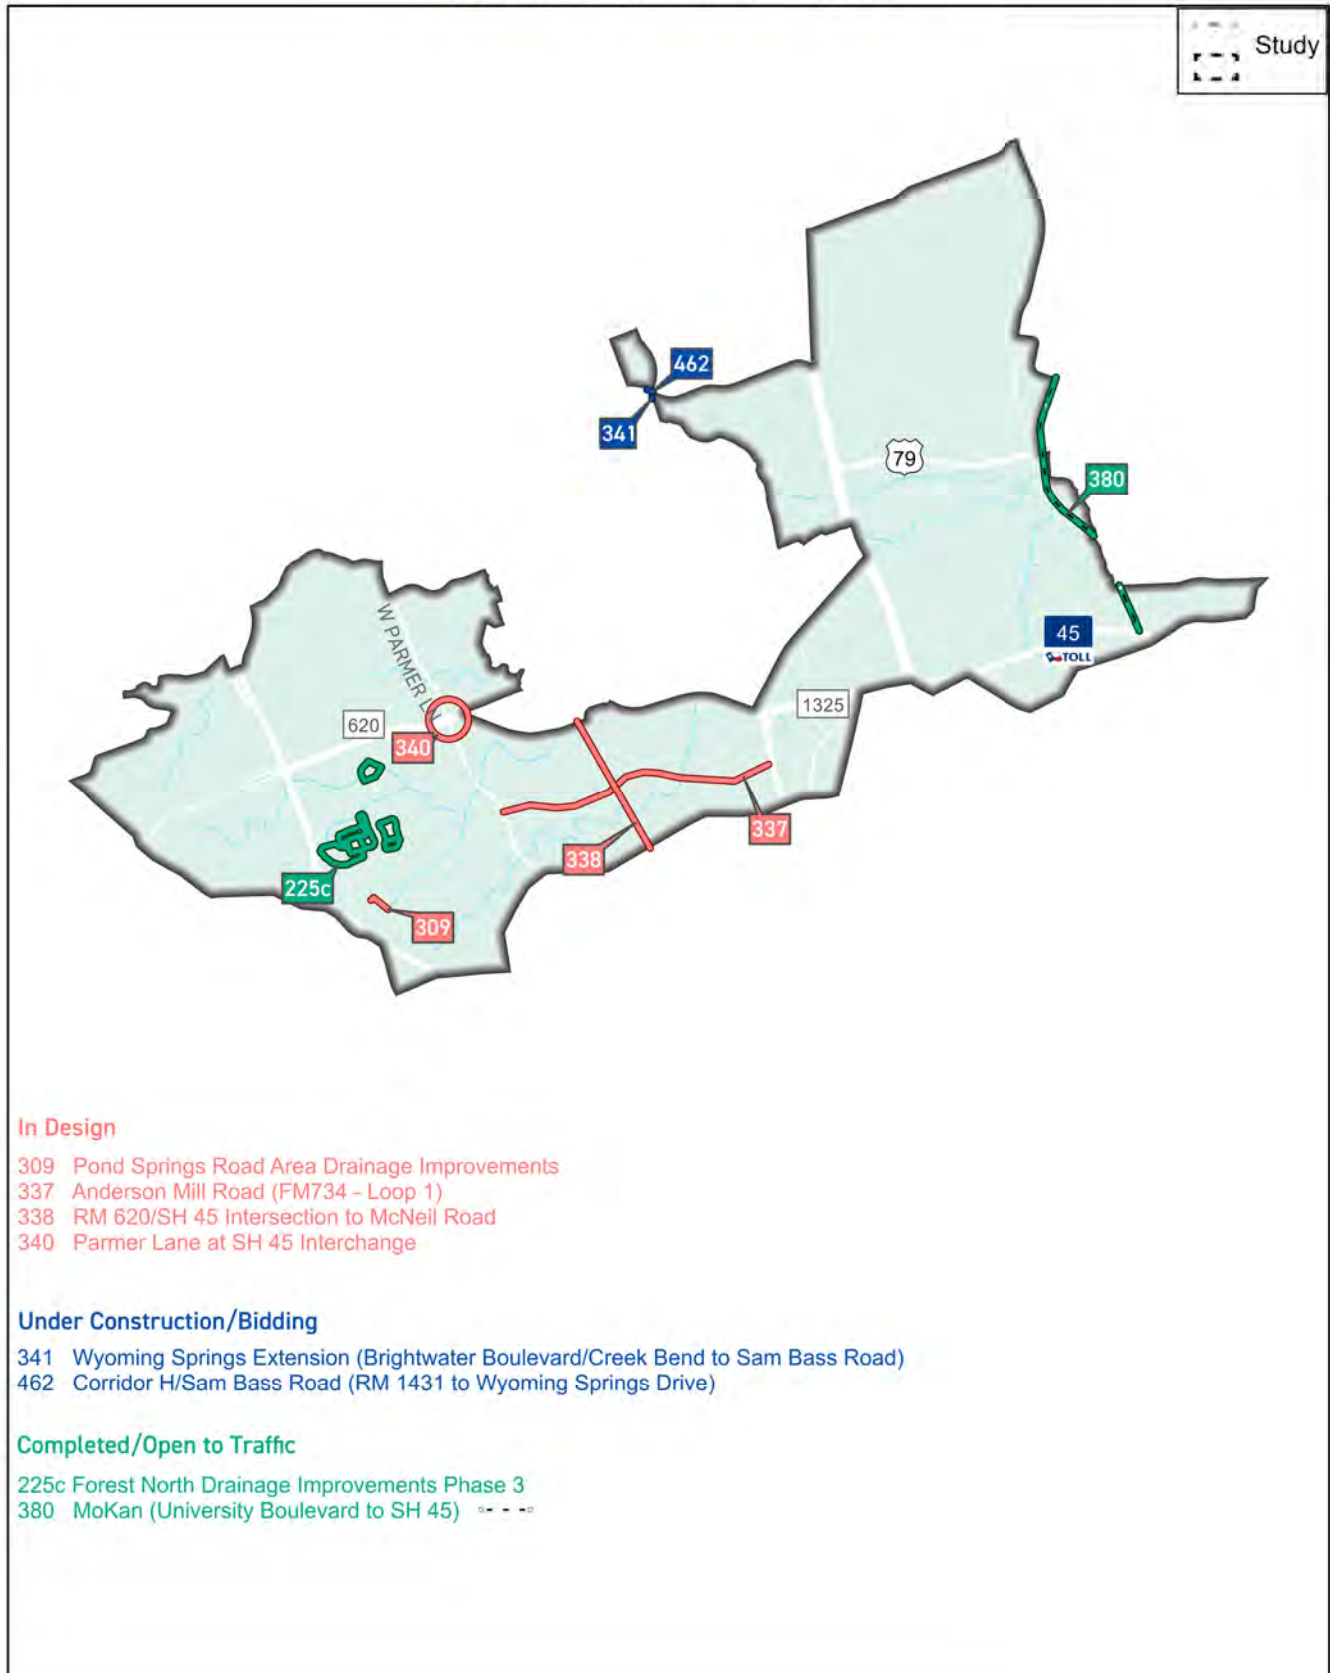 Study
462
341
79
380
45
TOLL
W PARMER LN
1325
620
340
337
338
225c
309
In Design
309 Pond Springs Road Area Drainage Improvements
337 Anderson Mill Road (FM734 - Loop 1)
338 RM 620/SH 45 Intersection to McNeil Road
340 Parmer Lane at SH 45 Interchange
Under Construction/Bidding
341 Wyoming Springs Extension (Brightwater Boulevard/Creek Bend to Sam Bass Road)
462 Corridor H/Sam Bass Road (RM 1431 to Wyoming Springs Drive)
Completed/Open to Traffic
225c Forest North Drainage Improvements Phase 3
380 MoKan (University Boulevard to SH 45)